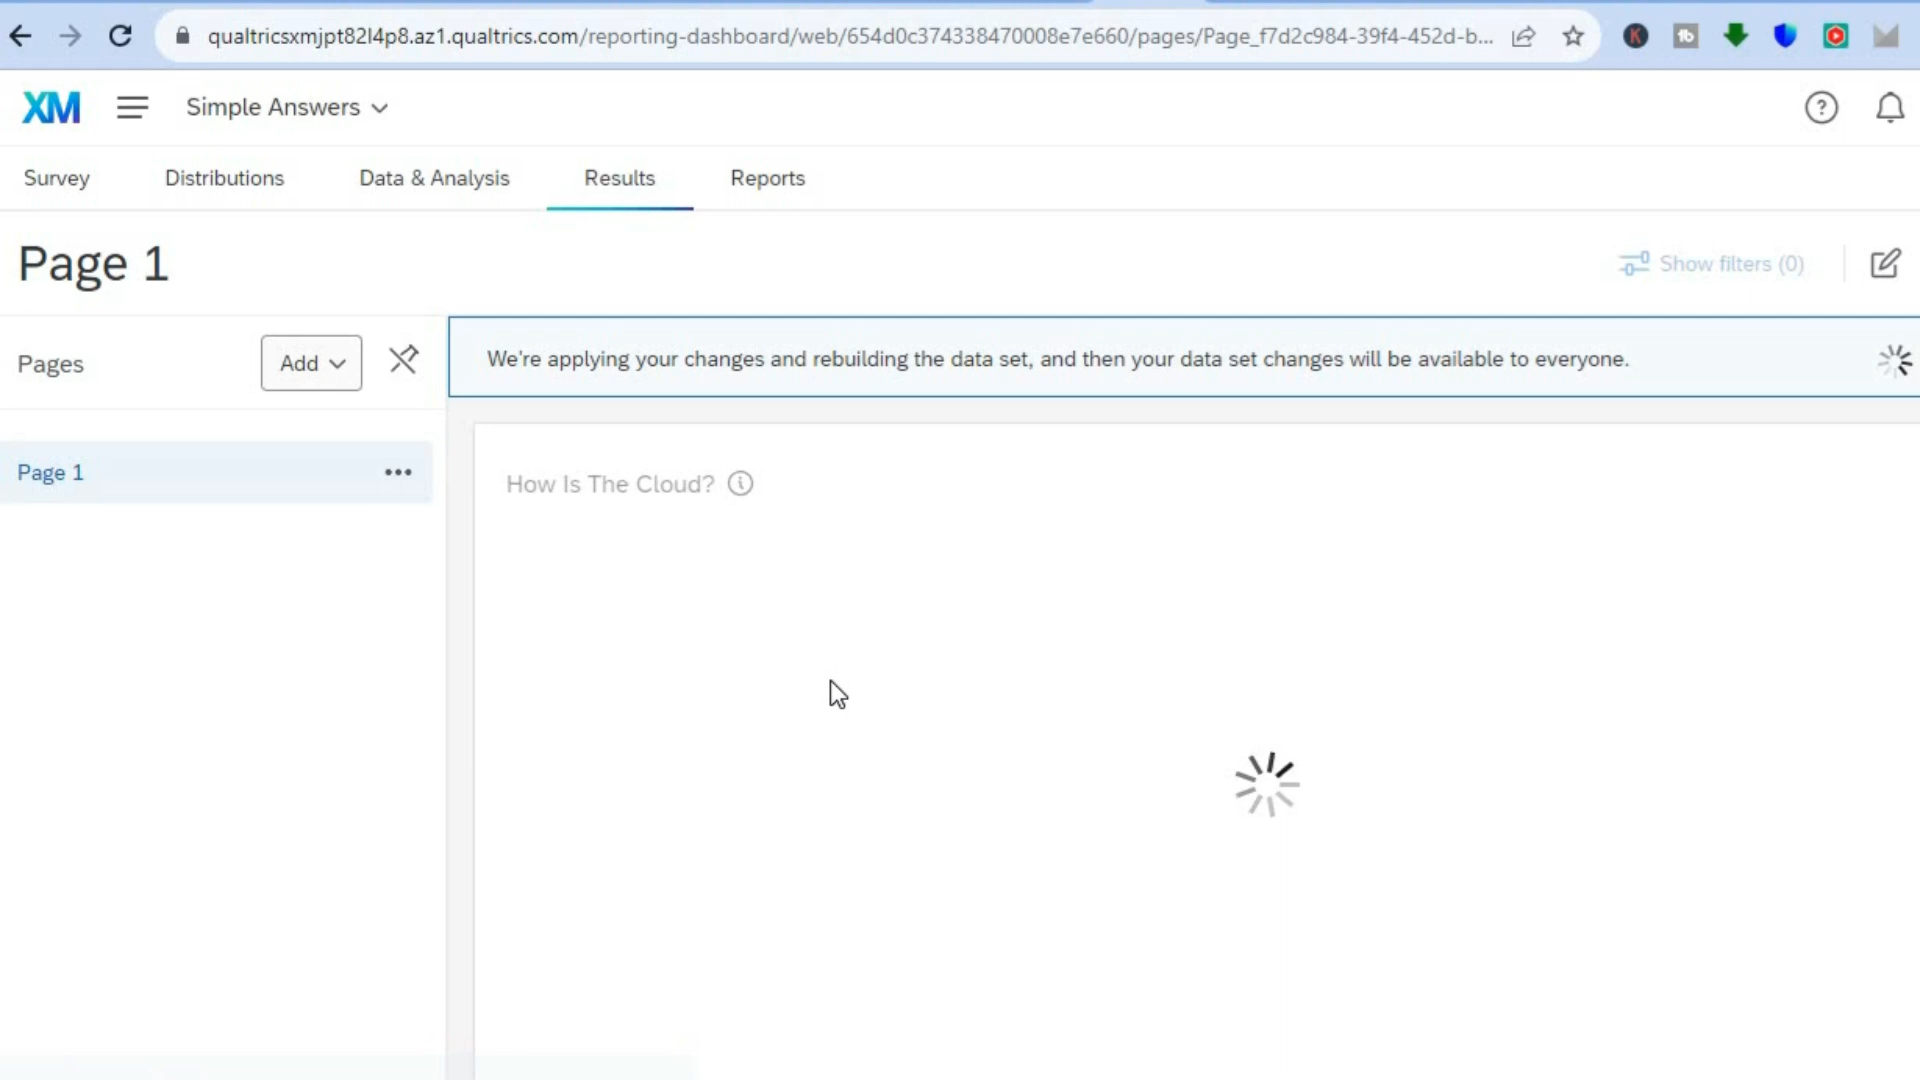 qualtricsxmjpt82l4p8.az1.qualtrics.com/reporting-dashboard/web/654d0c374338470008e7e660/pages/Page_f7d2c984-39f4-452d-b...
XM Simple Answers
Survey Distributions Data & Analysis Results Reports
Page 1
Show filters (0)
Pages
Add
We're applying your changes and rebuilding the data set, and then your data set changes will be available to everyone.
Page 1
How Is The Cloud?